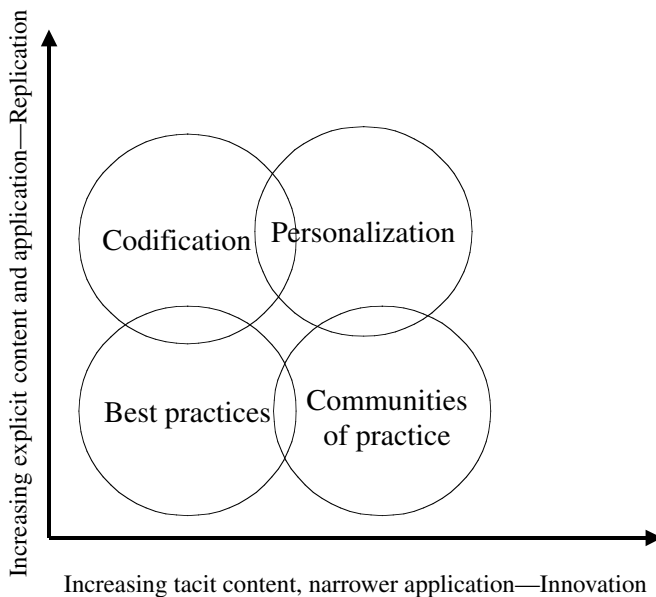 Increasing explicit content and application—Replication
Codification
Personalization
Best practices
Communities
of practice
Increasing tacit content, narrower application—Innovation